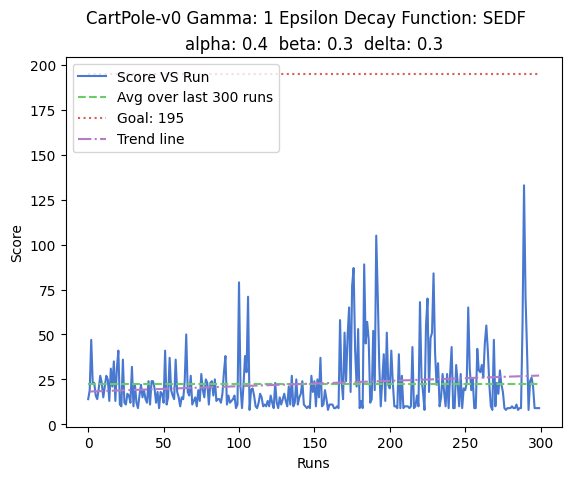 CartPole-v0 Gamma: 1 Epsilon Decay Function: SEDF
alpha: 0.4 beta: 0.3 delta: 0.3
Score VS Run
Avg over last 300 runs
Goal: 195
Trend line
200
175
150
125
100
75
50
25
0
Score
0 50 100 150 200 250 300
Runs